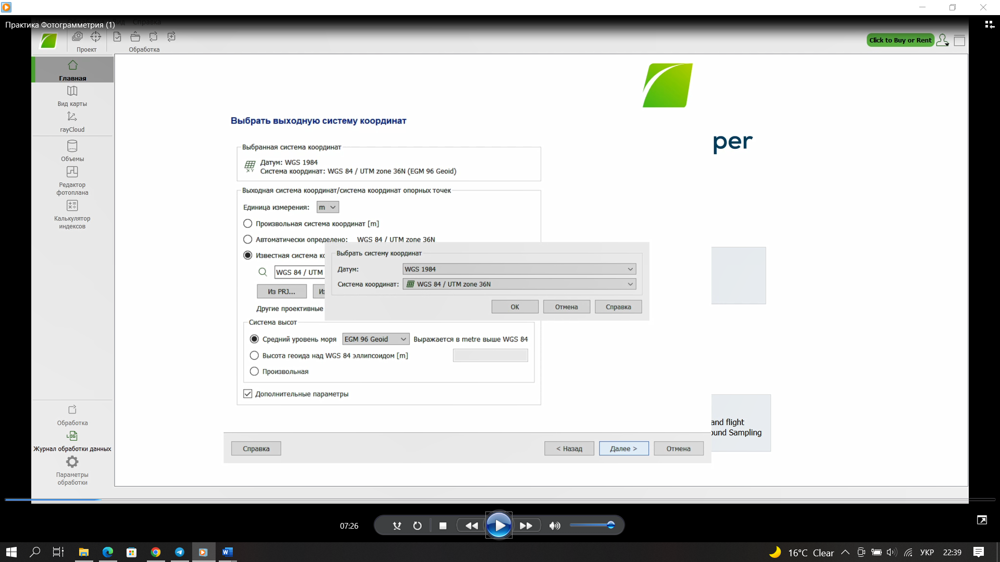 Практика Фотограмметрия (1)
Справка
Проект
Обработка
Click to Buy or Rent
Главная
Вид карты
rayCloud
Объемы
Редактор
фотоплана
Калькулятор
индексов
Обработка
LOG
Журнал обработки данных
Параметры
обработки
per
Выбрать выходную систему координат
Выбранная система координат
XY
Датум: WGS 1984
Система координат: WGS 84 / UTM zone 36N (EGM 96 Geoid)
Выходная система координат/система координат опорных точек
Единица измерения: m
Произвольная система координат [m]
Автоматически определено: WGS 84 / UTM zone 36N
Известная система ко
WGS 84 / UTM
Из PRJ...
Из
Другие проективные
Выбрать систему координат
Датум: WGS 1984
Система координат: WGS 84 / UTM zone 36N
OK
Отмена
Справка
Система высот
Средний уровень моря EGM 96 Geoid Выражается в metre выше WGS 84
Высота геоида над WGS 84 эллипсоидом [m]
Произвольная
Дополнительные параметры
and flight
ound Sampling
Справка
< Назад
Далее >
Отмена
07:26
16°C Clear
УКР
22:39